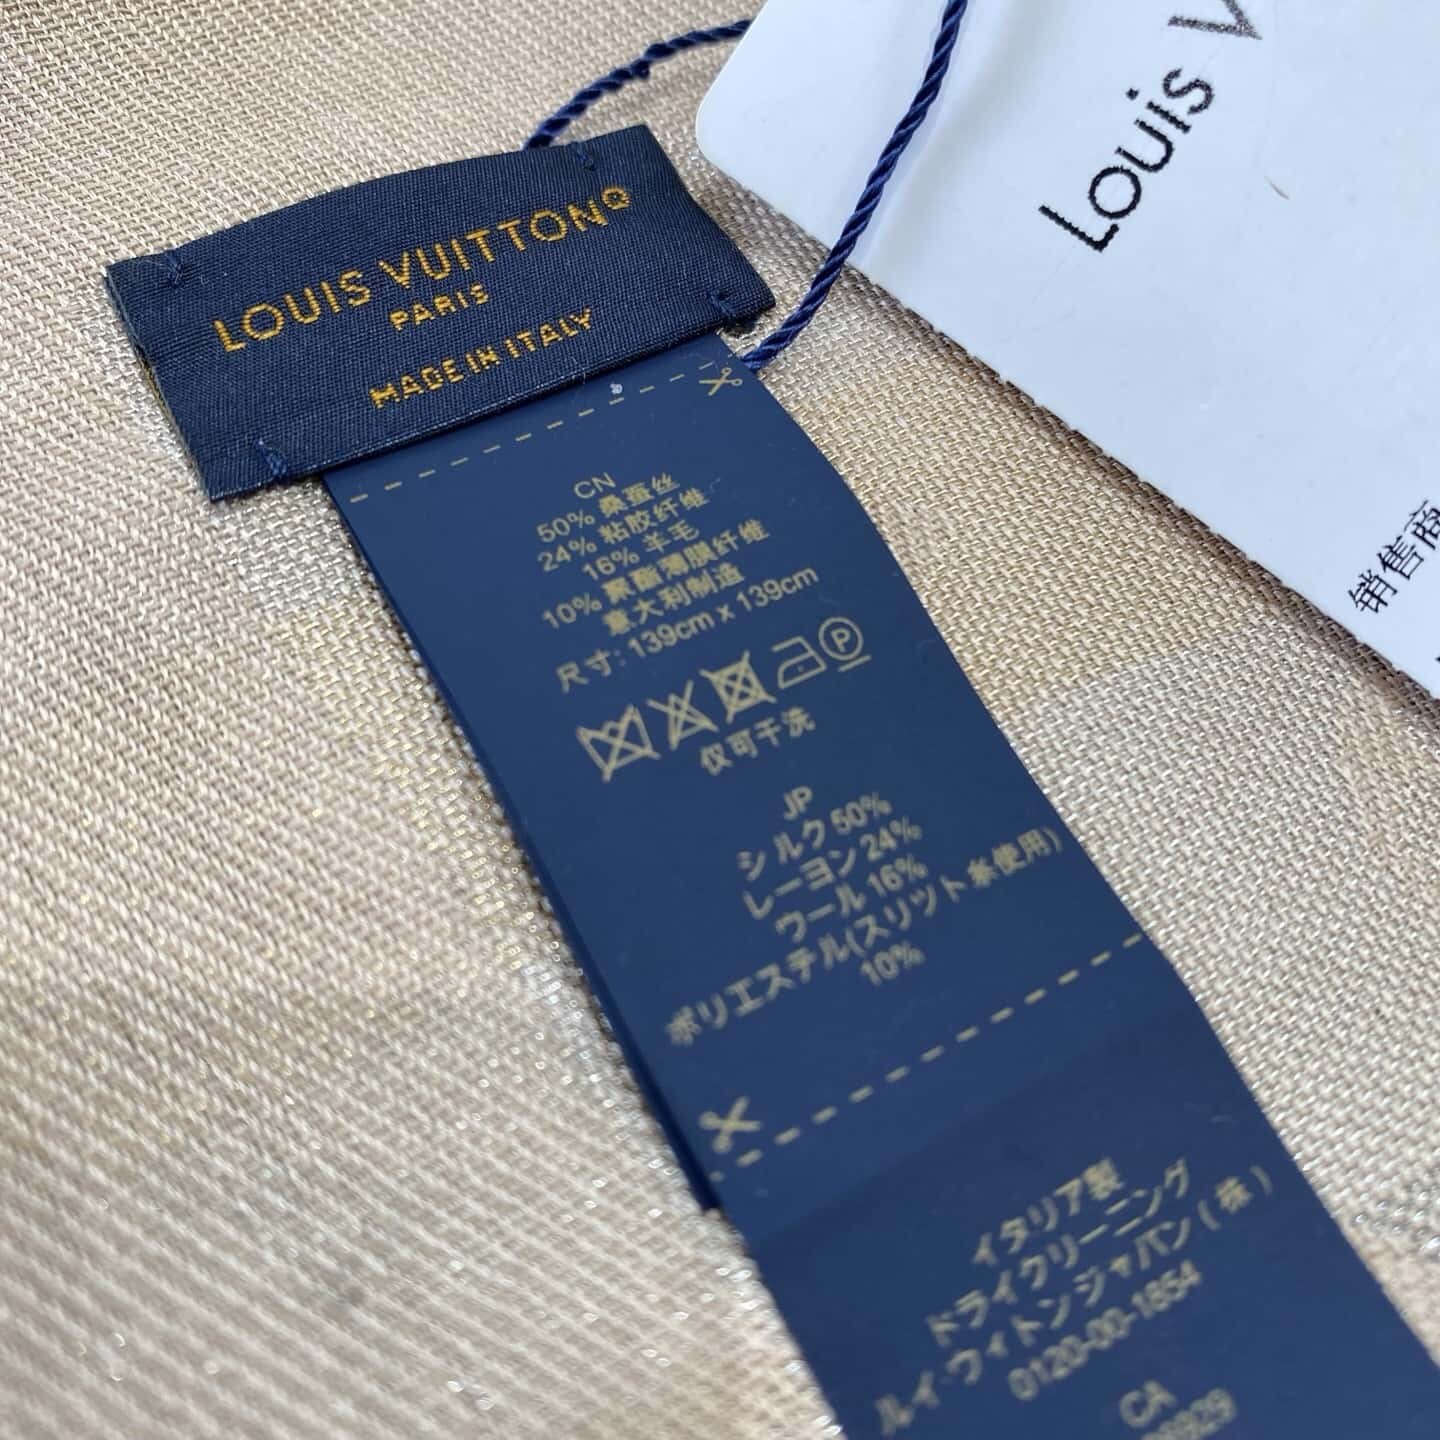 LOUIS VUITTON
PARIS
MADE IN ITALY
CN
50% 桑蚕丝
24% 粘胶纤维
16% 羊毛
10% 聚酯薄膜纤维
意大利制造
尺寸: 139cm x 139cm
P
仅可干洗
JP
シルク 50%
レーヨン 24%
ウール 16%
ポリエステル(スリット糸使用)
10%
イタリア製
ドライクリーニング
ルイ・ウィトンジャパン ( 株 )
0120-00-1854
CA
Louis V
销售商